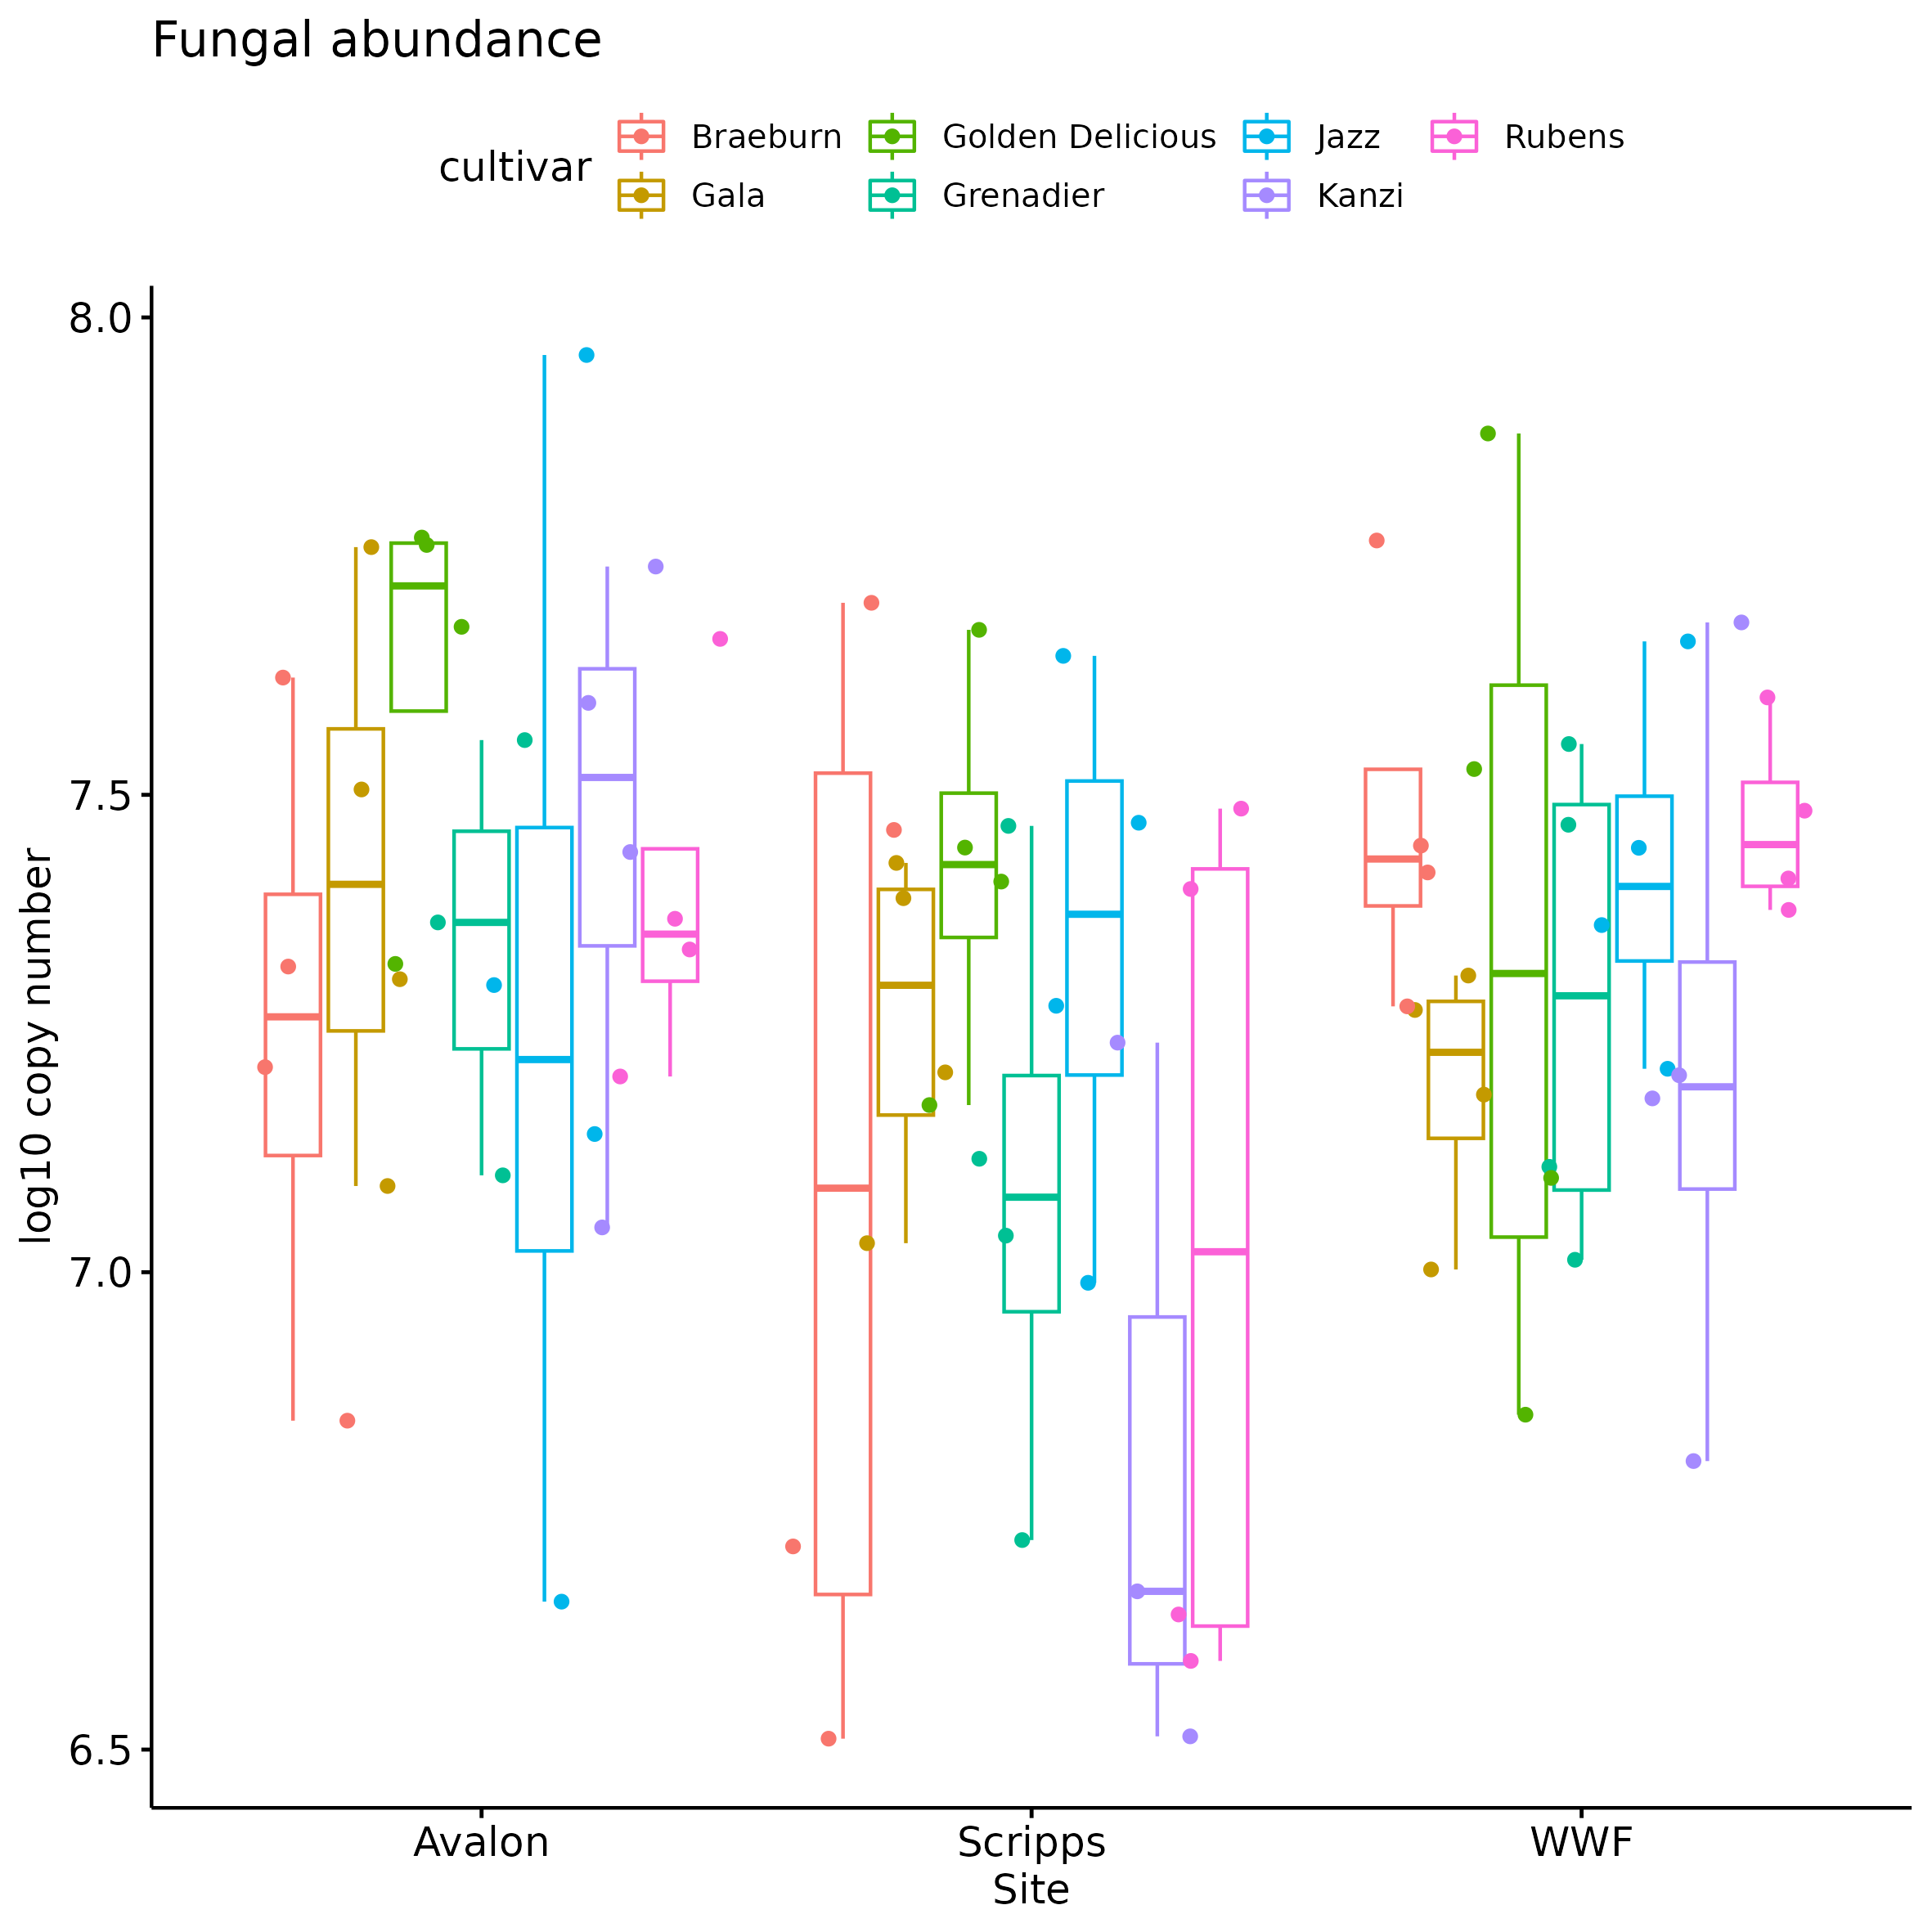 Fungal abundance
cultivar
Braeburn
Golden Delicious
Jazz
Rubens
Gala
Grenadier
Kanzi
8.0
7.5
7.0
6.5
log10 copy number
Avalon
Scripps
WWF
Site